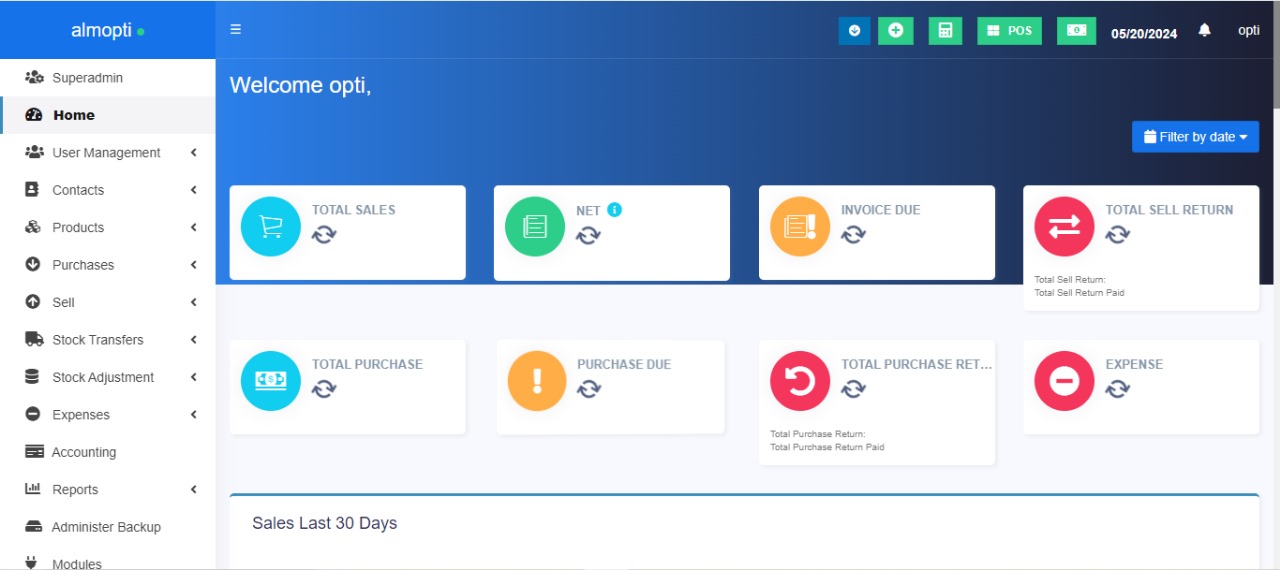 almopti
POS
05/20/2024
opti
Superadmin
Home
User Management
Contacts
Products
Purchases
Sell
Stock Transfers
Stock Adjustment
Expenses
Accounting
Reports
Administer Backup
Modules
Welcome opti,
Filter by date
TOTAL SALES
NET
INVOICE DUE
TOTAL SELL RETURN
Total Sell Return:
Total Sell Return Paid
TOTAL PURCHASE
PURCHASE DUE
TOTAL PURCHASE RET...
Total Purchase Return:
Total Purchase Return Paid
EXPENSE
Sales Last 30 Days